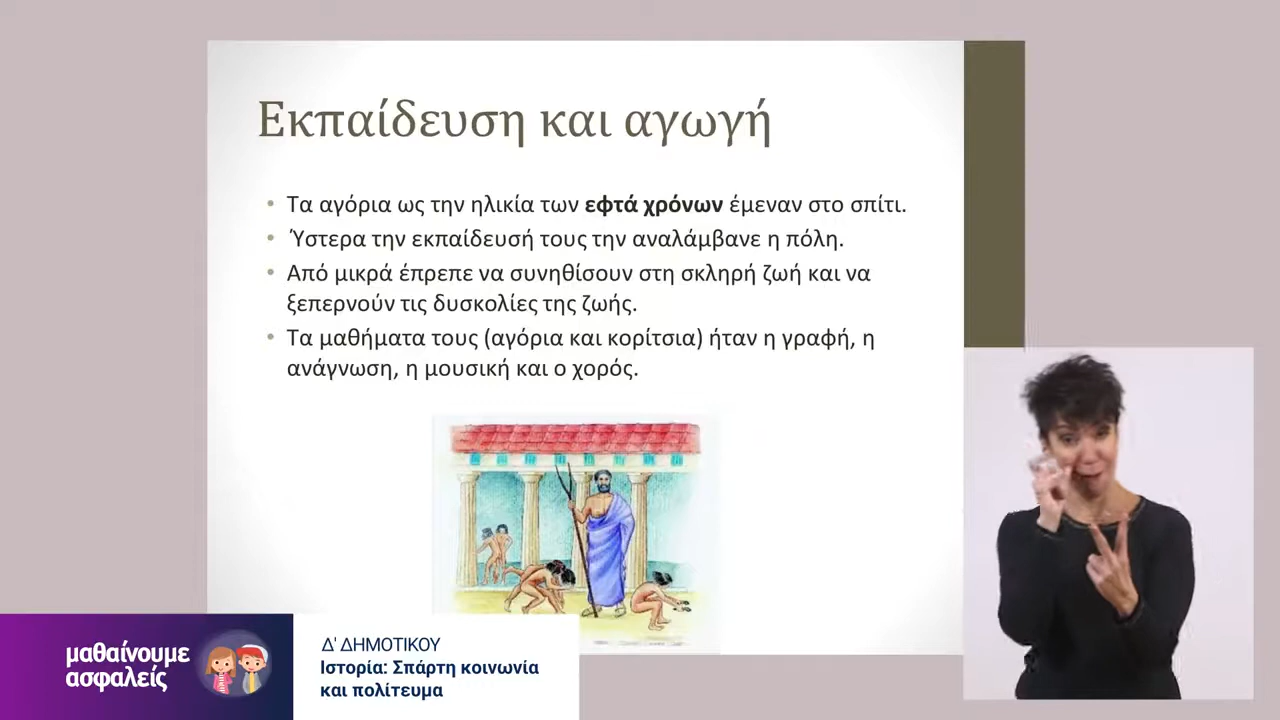 Εκπαίδευση και αγωγή
• Τα αγόρια ως την ηλικία των εφτά χρόνων έμεναν στο σπίτι.
• Ύστερα την εκπαίδευσή τους την αναλάμβανε η πόλη.
• Από μικρά έπρεπε να συνηθίσουν στη σκληρή ζωή και να
ξεπερνούν τις δυσκολίες της ζωής.
• Τα μαθήματα τους (αγόρια και κορίτσια) ήταν η γραφή, η
ανάγνωση, η μουσική και ο χορός.
μαθαίνουμε
ασφαλείς
Δ' ΔΗΜΟΤΙΚΟΥ
Ιστορία: Σπάρτη κοινωνία
και πολίτευμα